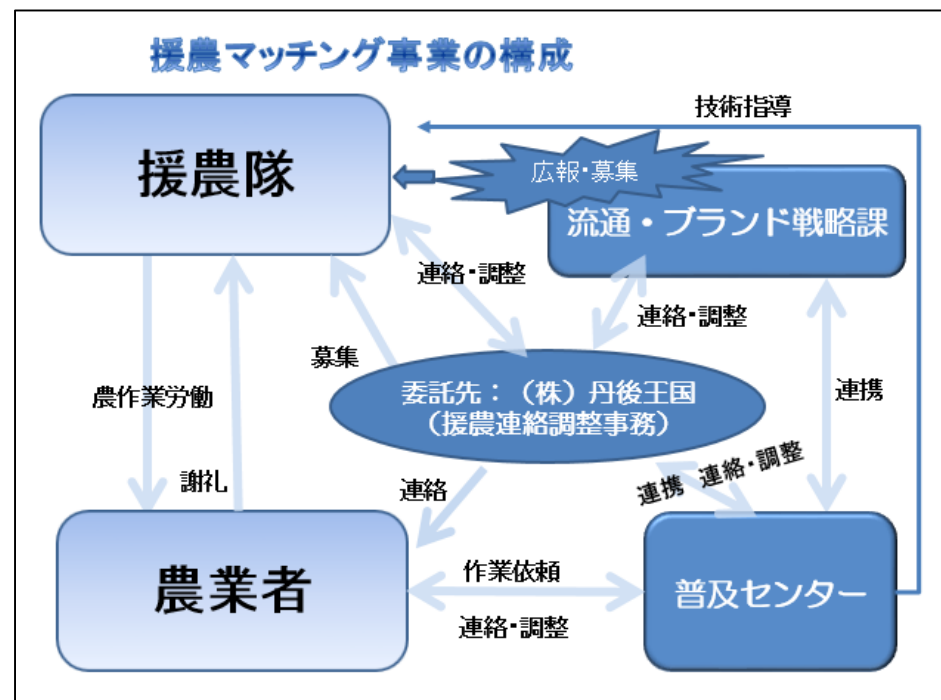 援農マッチング事業の構成
技術指導
援農隊
広報・募集
流通・ブランド戦略課
連絡・調整
連絡・調整
募集
委託先：（株）丹後王国
（援農連絡調整事務）
農作業労働
連携
謝礼
連絡
連携　連絡・調整
農業者
作業依頼
連絡・調整
普及センター